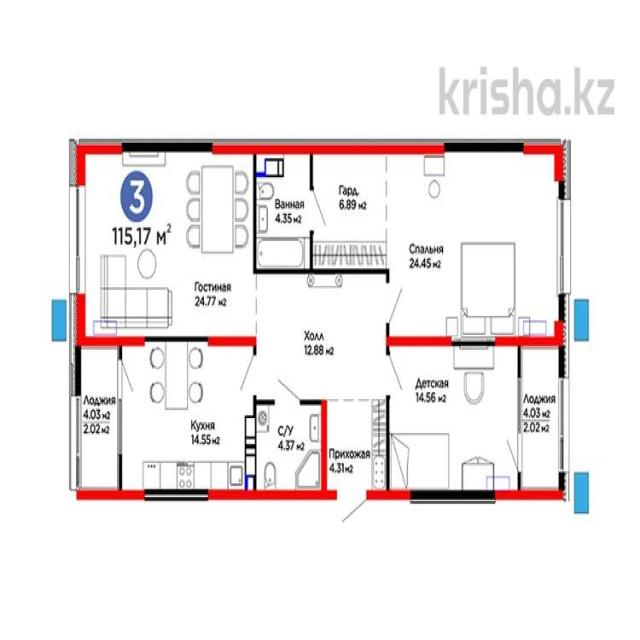 krisha.kz
3
115,17 м²
Гостиная
24.77 м2
Ванная
4.35 м2
Гард.
6.89 м2
Спальня
24.45 м2
Холл
12.88 м2
Лоджия
4.03 м2
2.02 м2
Кухня
14.55 м2
С/У
4.37 м2
Прихожая
4.31 м2
Детская
14.56 м2
Лоджия
4.03 м2
2.02 м2